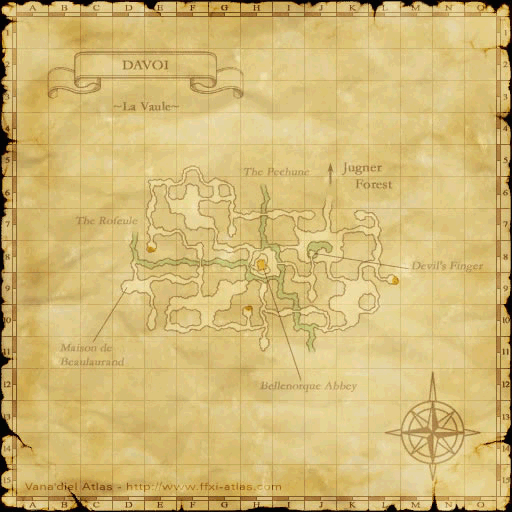 A B C D E F G H I J K L M N O
DAVOI
~La Vaule~
The Pechune
Jugner
Forest
The Rofeule
Devil's Finger
Maison de
Beaulaurand
Bellenorque Abbey
1
2
3
4
5
6
7
8
9
10
11
12
13
14
15
Vana'diel Atlas - http://www.ffxi-atlas.com
A B C D E F G H I J K L M N O